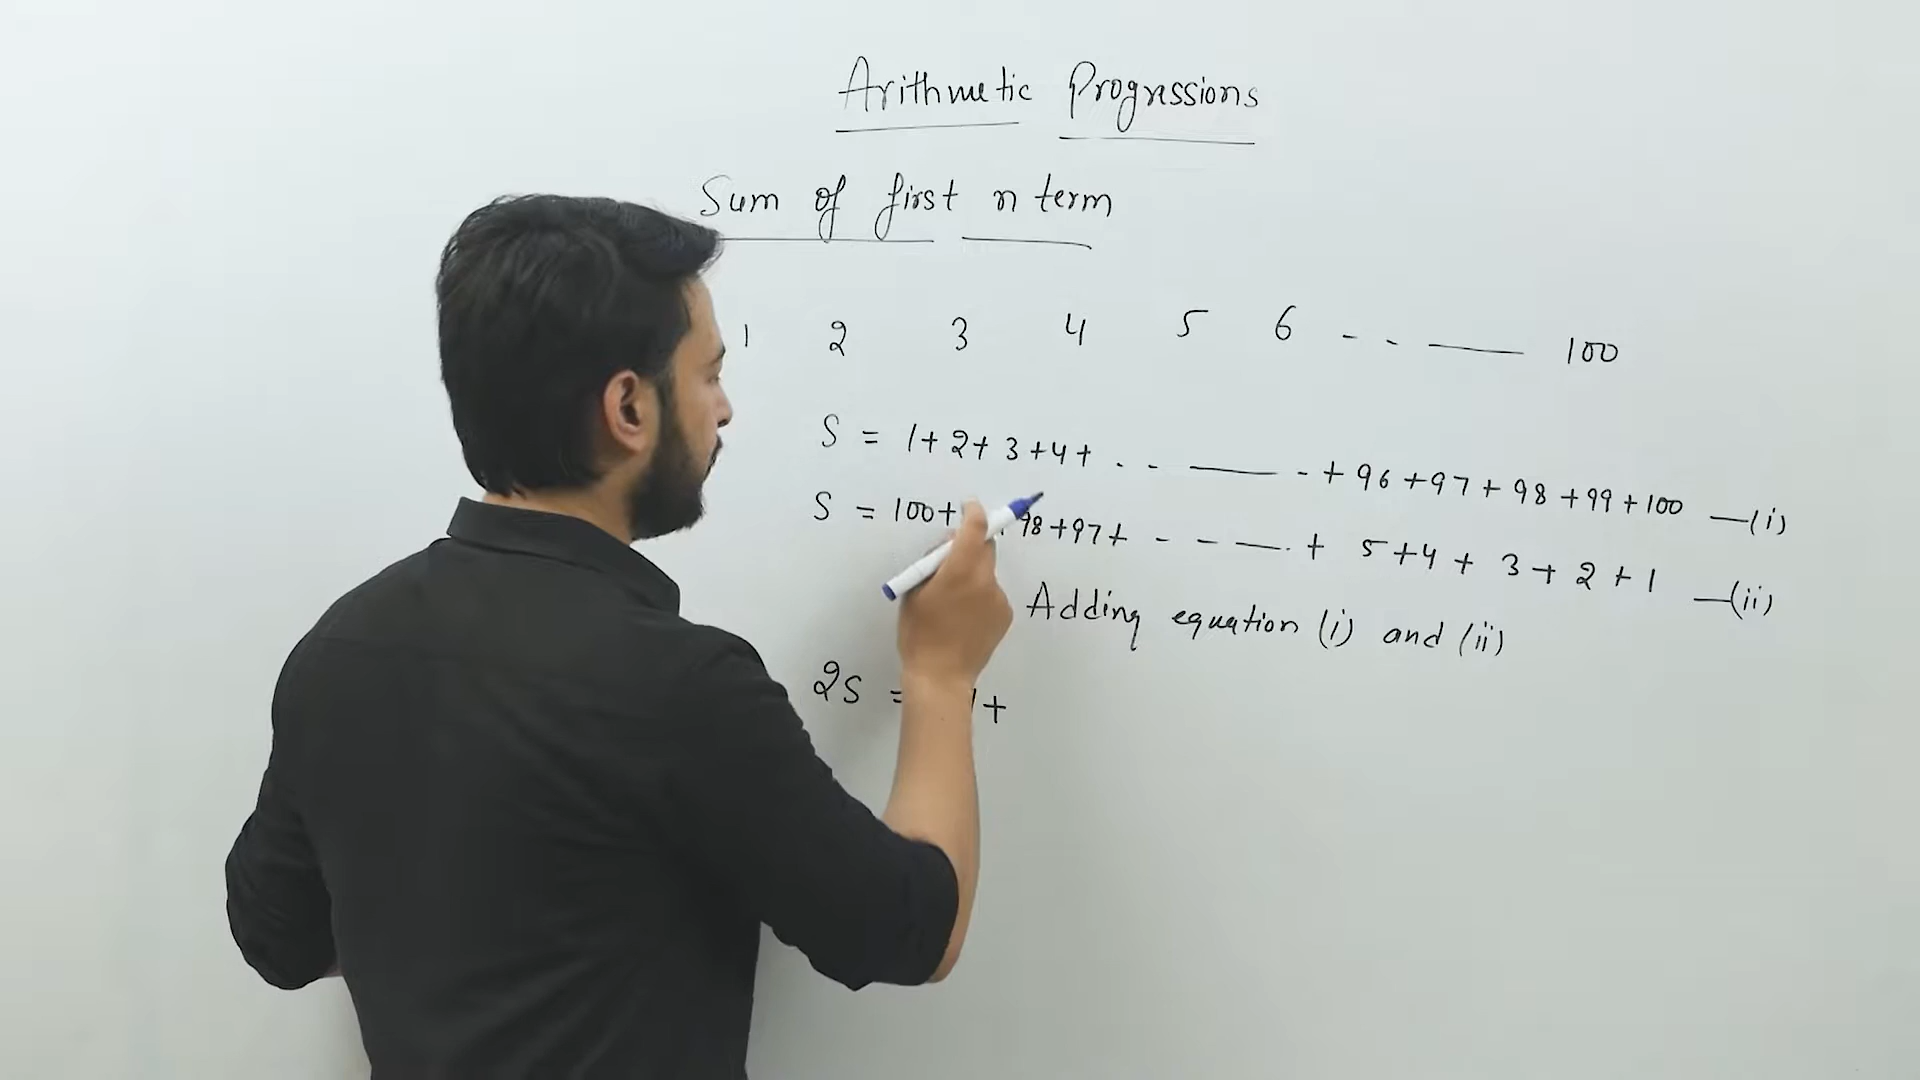 Arithmetic Progressions
Sum of first n term
1 2 3 4 5 6 - - — 100
S = 1+ 2+ 3 +4+ . - — - + 96 +97 + 98 +99 + 100 —(i)
S = 100+ 98 +97+ - - — . + 5+4 + 3 + 2 + 1 —(ii)
Adding equation (i) and (ii)
2S = +